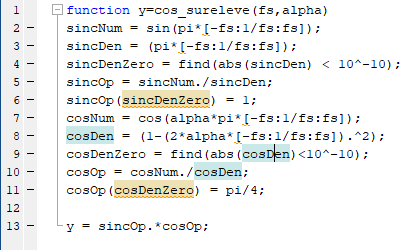 1 function y=cos_sureleve(fs,alpha)
2 - sincNum = sin(pi*[-fs:1/fs:fs]);
3 - sincDen = (pi*[-fs:1/fs:fs]);
4 - sincDenZero = find(abs(sincDen) < 10^-10);
5 - sincOp = sincNum./sincDen;
6 - sincOp(sincDenZero) = 1;
7 - cosNum = cos(alpha*pi*[-fs:1/fs:fs]);
8 - cosDen = (1-(2*alpha*[-fs:1/fs:fs]).^2);
9 - cosDenZero = find(abs(cosDen)<10^-10);
10 - cosOp = cosNum./cosDen;
11 - cosOp(cosDenZero) = pi/4;
12
13 - y = sincOp.*cosOp;